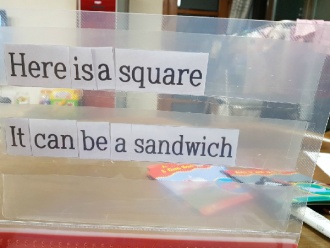 Here is a square
It can be a sandwich